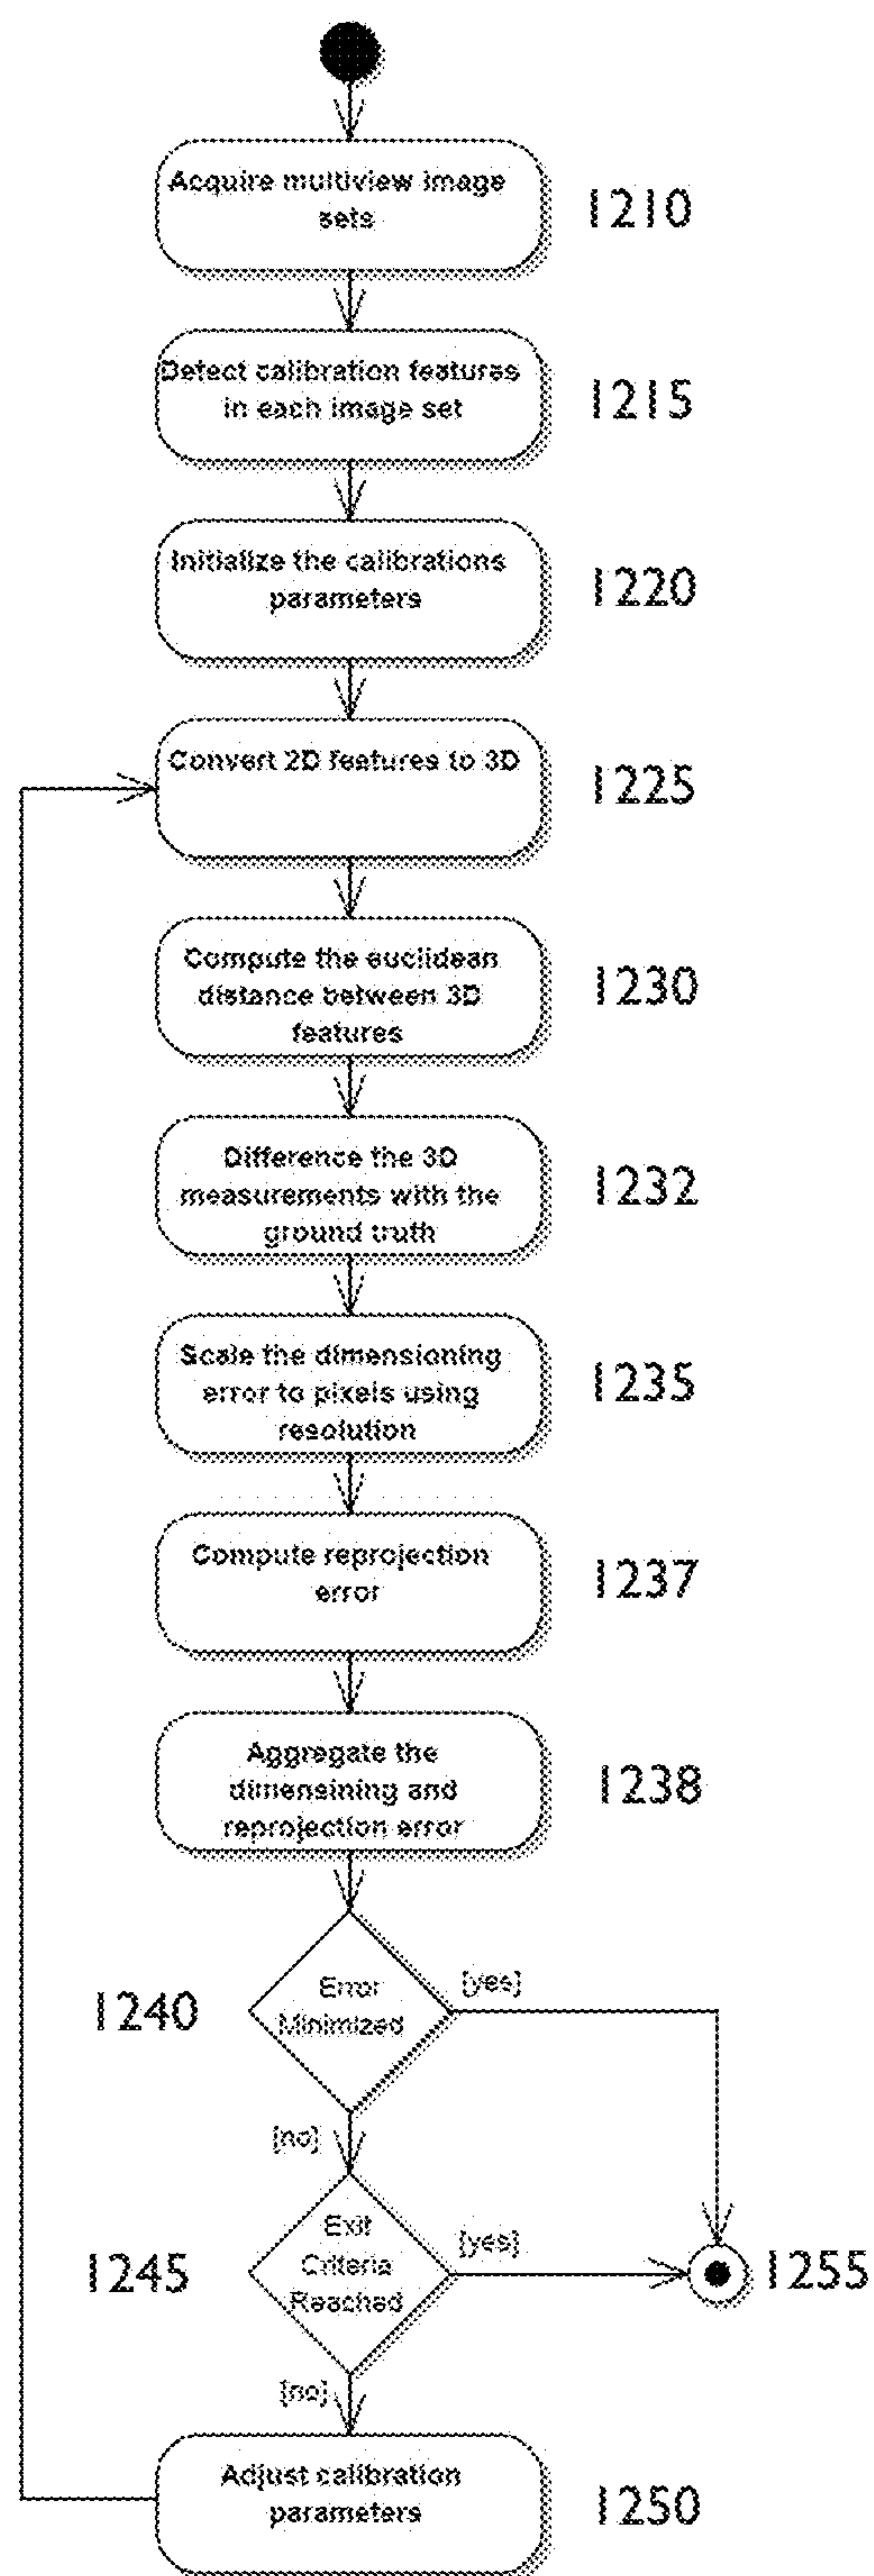 Acquire multiview image
sets
1210
Detect calibration features
in each image set
1215
Initialize the calibrations
parameters
1220
Convert 2D features to 3D
1225
Compute the euclidean
distance between 3D
features
1230
Difference the 3D
measurements with the
ground truth
1232
Scale the dimensioning
error to pixels using
resolution
1235
Compute reprojection
error
1237
Aggregate the
dimensining and
reprojection error
1238
1240
Error
Minimized
[yes]
[no]
1245
Exit
Criteria
Reached
[yes]
1255
[no]
Adjust calibration
parameters
1250